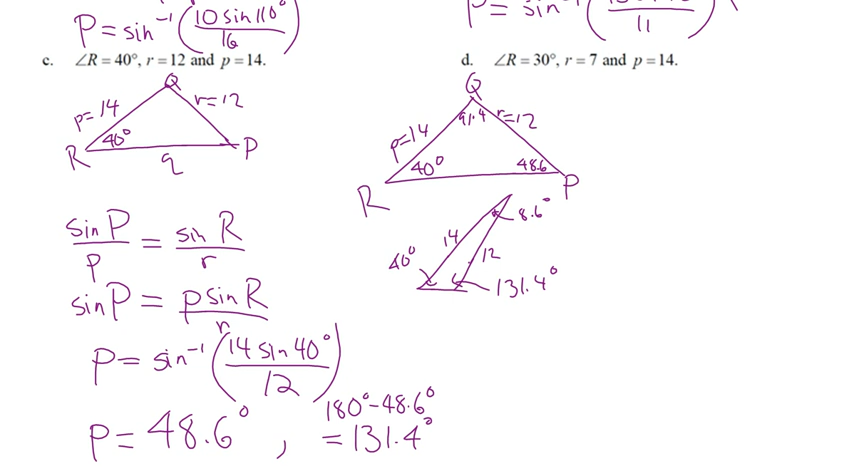 P = sin⁻¹ (10 sin 110° / 16)
P = sin⁻¹
11
c. ∠R = 40°, r = 12 and p = 14.
d. ∠R = 30°, r = 7 and p = 14.
Q
p=14
r=12
40°
R
q
P
Q
91.4
p=14
r=12
40°
48.6
R
P
8.6°
14
12
40°
131.4°
sin P / p = sin R / r
sin P = p sin R / r
P = sin⁻¹ (14 sin 40° / 12)
P = 48.6° , 180° - 48.6°
= 131.4°